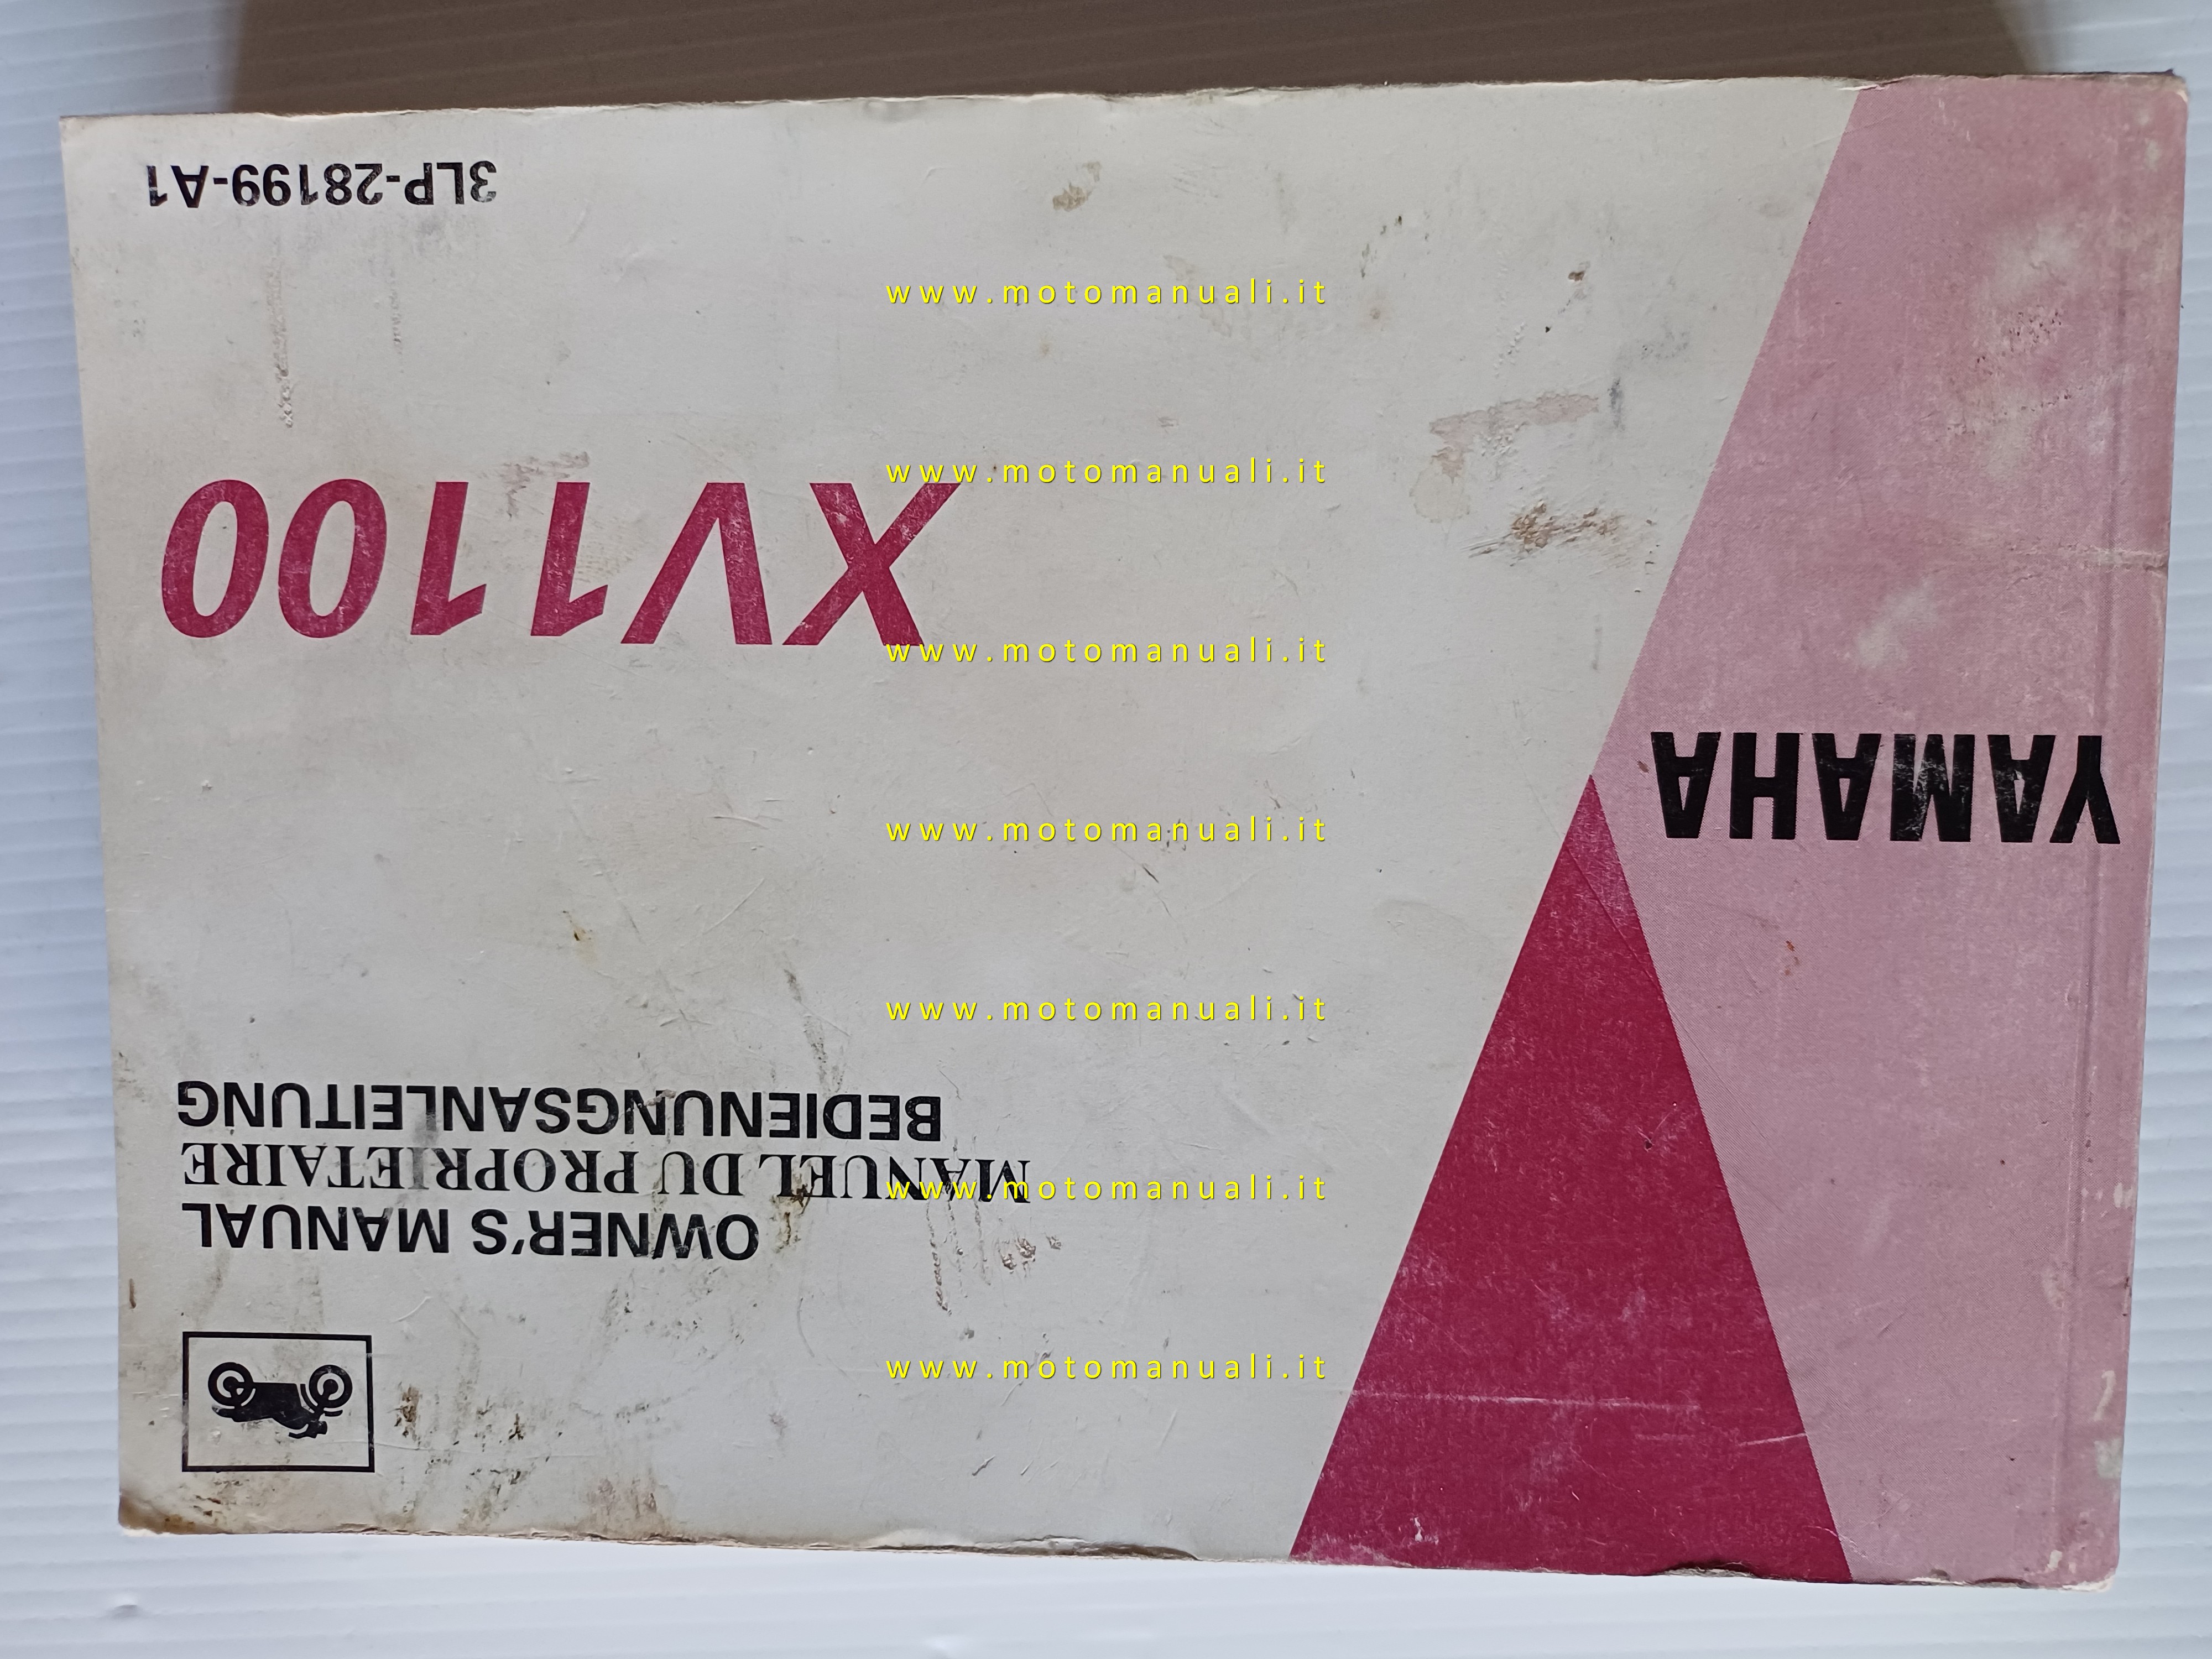 YAMAHA
OWNER'S MANUAL
MANUEL DU PROPRIETAIRE
BEDIENUNGSANLEITUNG
XV1100
3LP-28199-A1
www.motomanuali.it
www.motomanuali.it
www.motomanuali.it
www.motomanuali.it
www.motomanuali.it
www.motomanuali.it
www.motomanuali.it